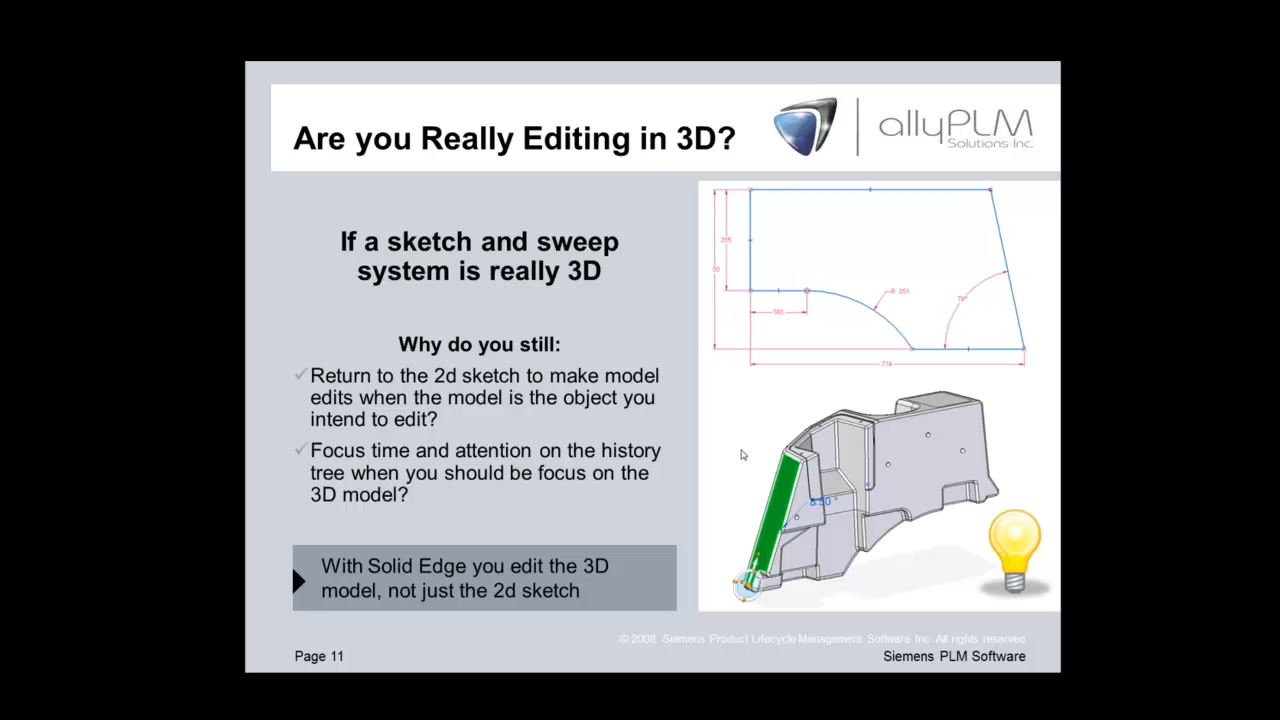 Are you Really Editing in 3D?
allyPLM
Solutions Inc.
If a sketch and sweep
system is really 3D
Why do you still:
Return to the 2d sketch to make model
edits when the model is the object you
intend to edit?
Focus time and attention on the history
tree when you should be focus on the
3D model?
With Solid Edge you edit the 3D
model, not just the 2d sketch
R 351
79°
774
© 2008 Siemens Product Lifecycle Management Software Inc. All rights reserved
Page 11
Siemens PLM Software